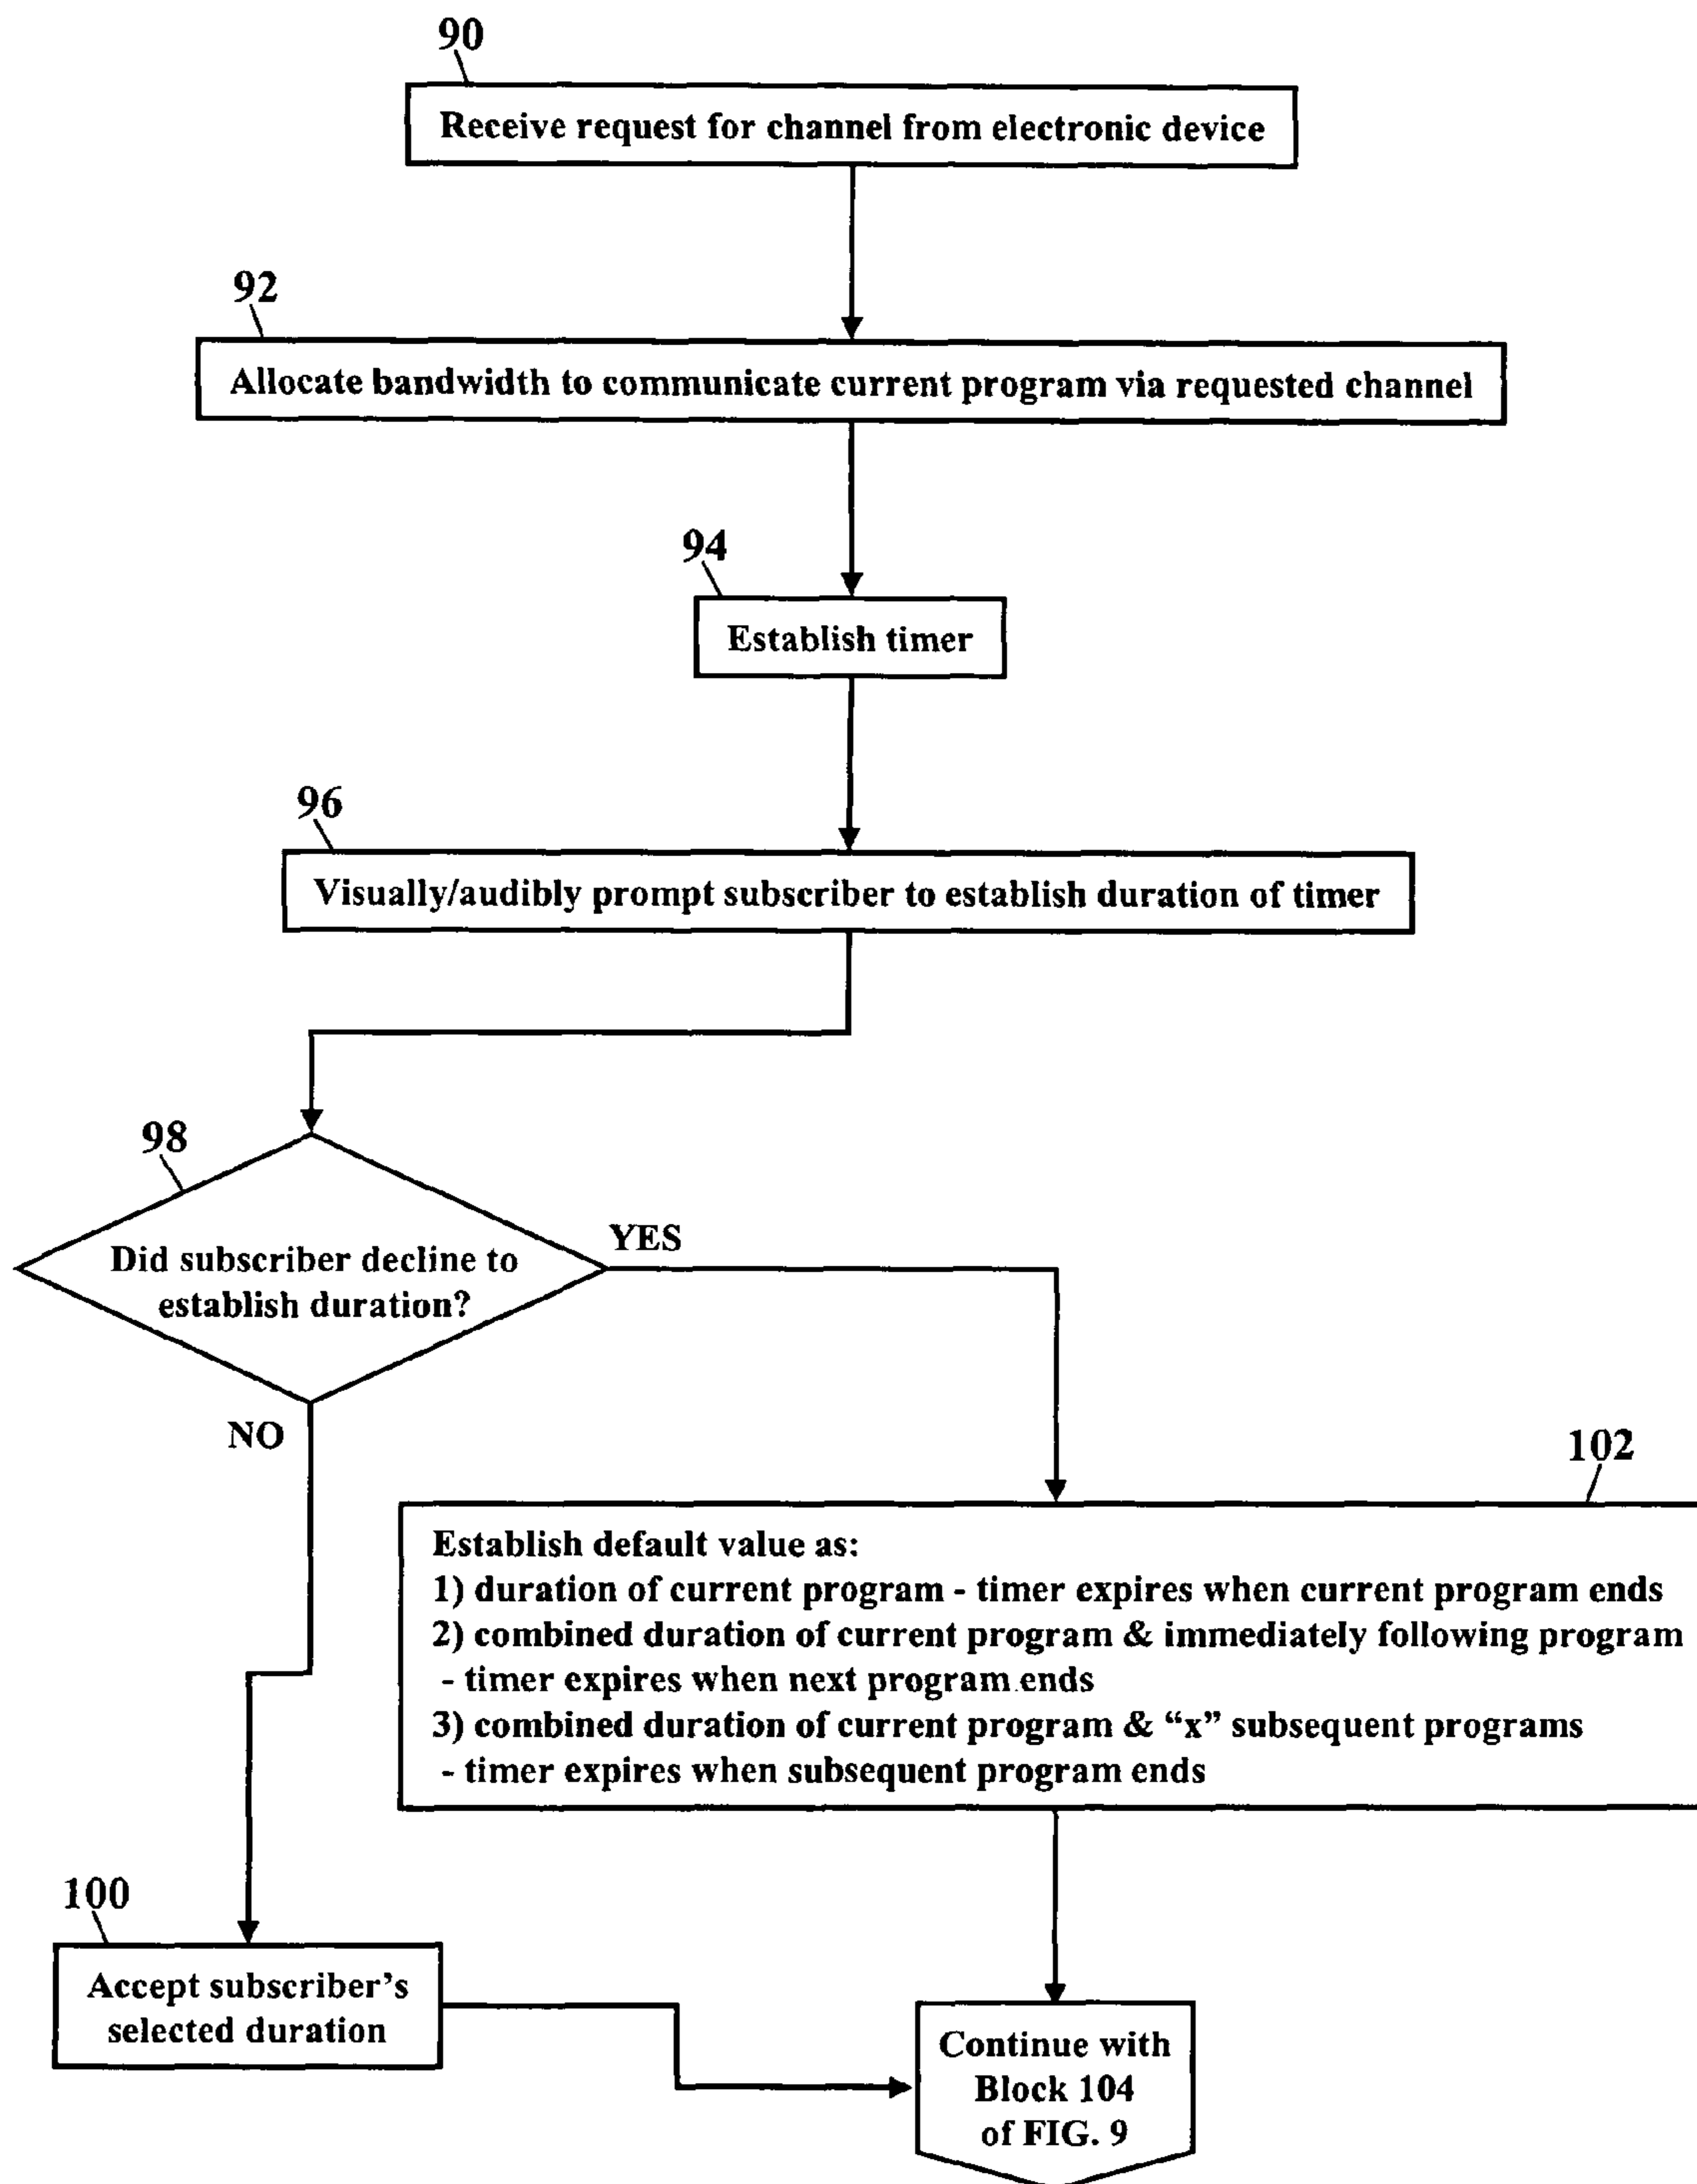 90
Receive request for channel from electronic device
92
Allocate bandwidth to communicate current program via requested channel
94
Establish timer
96
Visually/audibly prompt subscriber to establish duration of timer
98
Did subscriber decline to
establish duration?
YES
NO
102
Establish default value as:
1) duration of current program - timer expires when current program ends
2) combined duration of current program & immediately following program
- timer expires when next program ends
3) combined duration of current program & “x” subsequent programs
- timer expires when subsequent program ends
100
Accept subscriber’s
selected duration
Continue with
Block 104
of FIG. 9